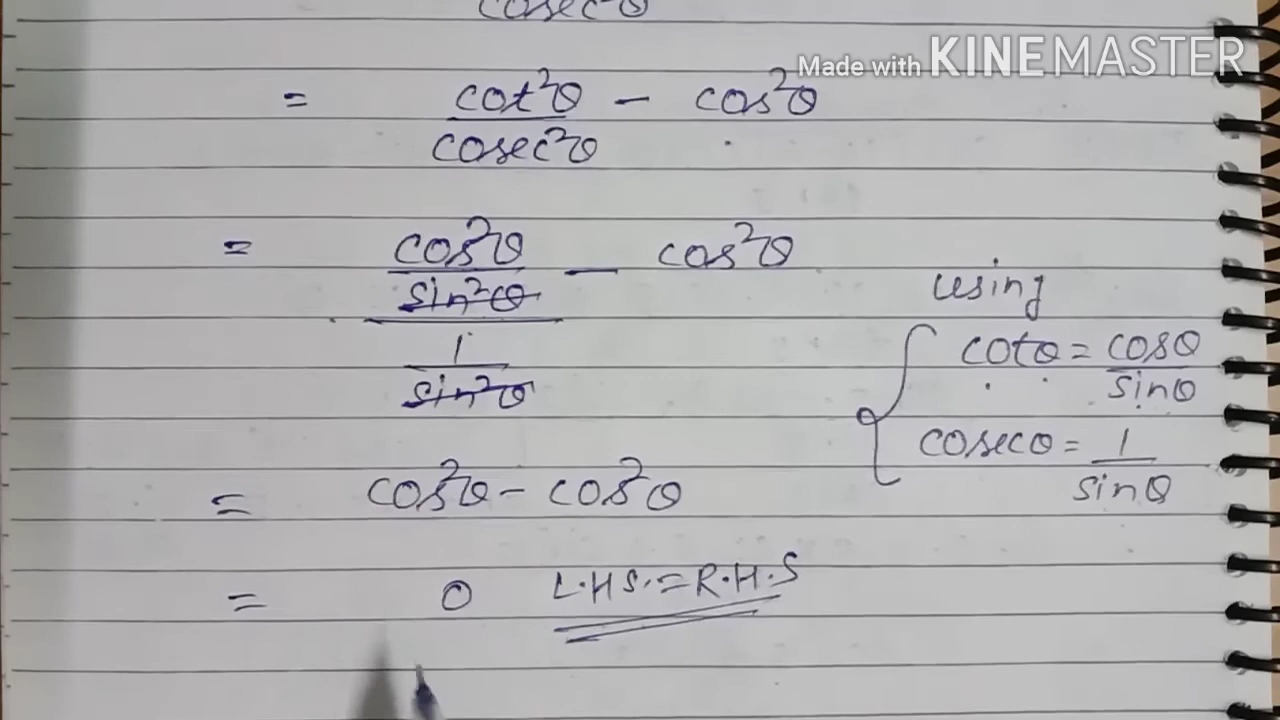 cosec²θ
Made with KINEMASTER
= cot²θ / cosec²θ − cos²θ
= cos²θ / sin²θ / 1 / sin²θ − cos²θ
using
cotθ = cosθ / sinθ
cosecθ = 1 / sinθ
= cos²θ − cos²θ
= 0 L.H.S. = R.H.S